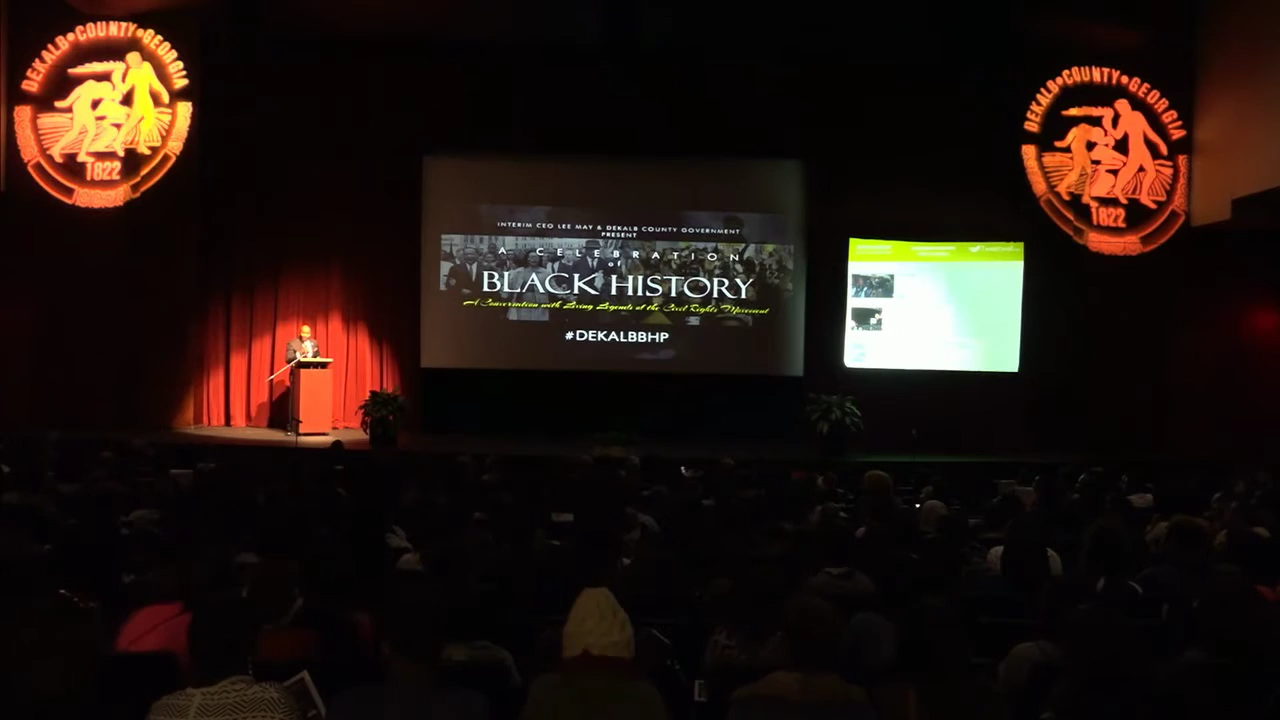 DEKALB•COUNTY•GEORGIA
1822
INTERIM CEO LEE MAY & DEKALB COUNTY GOVERNMENT
PRESENT
A CELEBRATION
of
BLACK HISTORY
A Conversation with Living Legends of the Civil Rights Movement
#DEKALBBHP
DEKALB•COUNTY•GEORGIA
1822